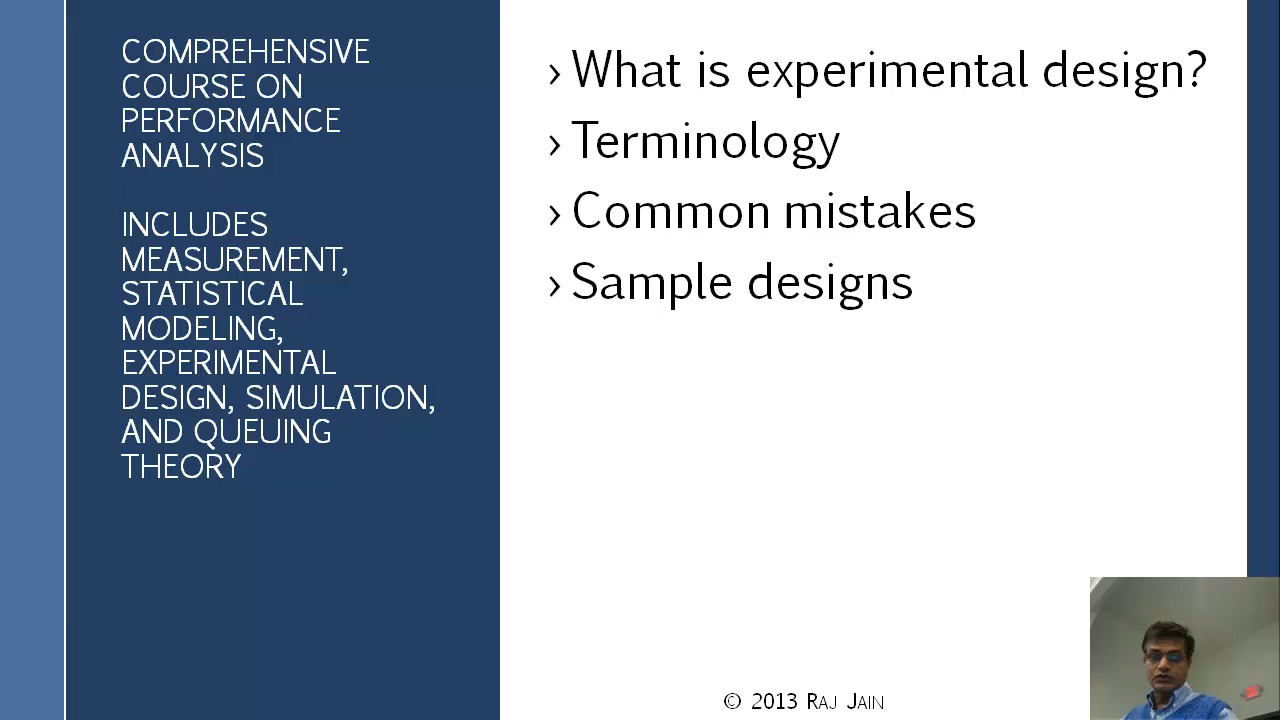 COMPREHENSIVE
COURSE ON
PERFORMANCE
ANALYSIS
INCLUDES
MEASUREMENT,
STATISTICAL
MODELING,
EXPERIMENTAL
DESIGN, SIMULATION,
AND QUEUING
THEORY
› What is experimental design?
› Terminology
› Common mistakes
› Sample designs
© 2013 RAJ JAIN